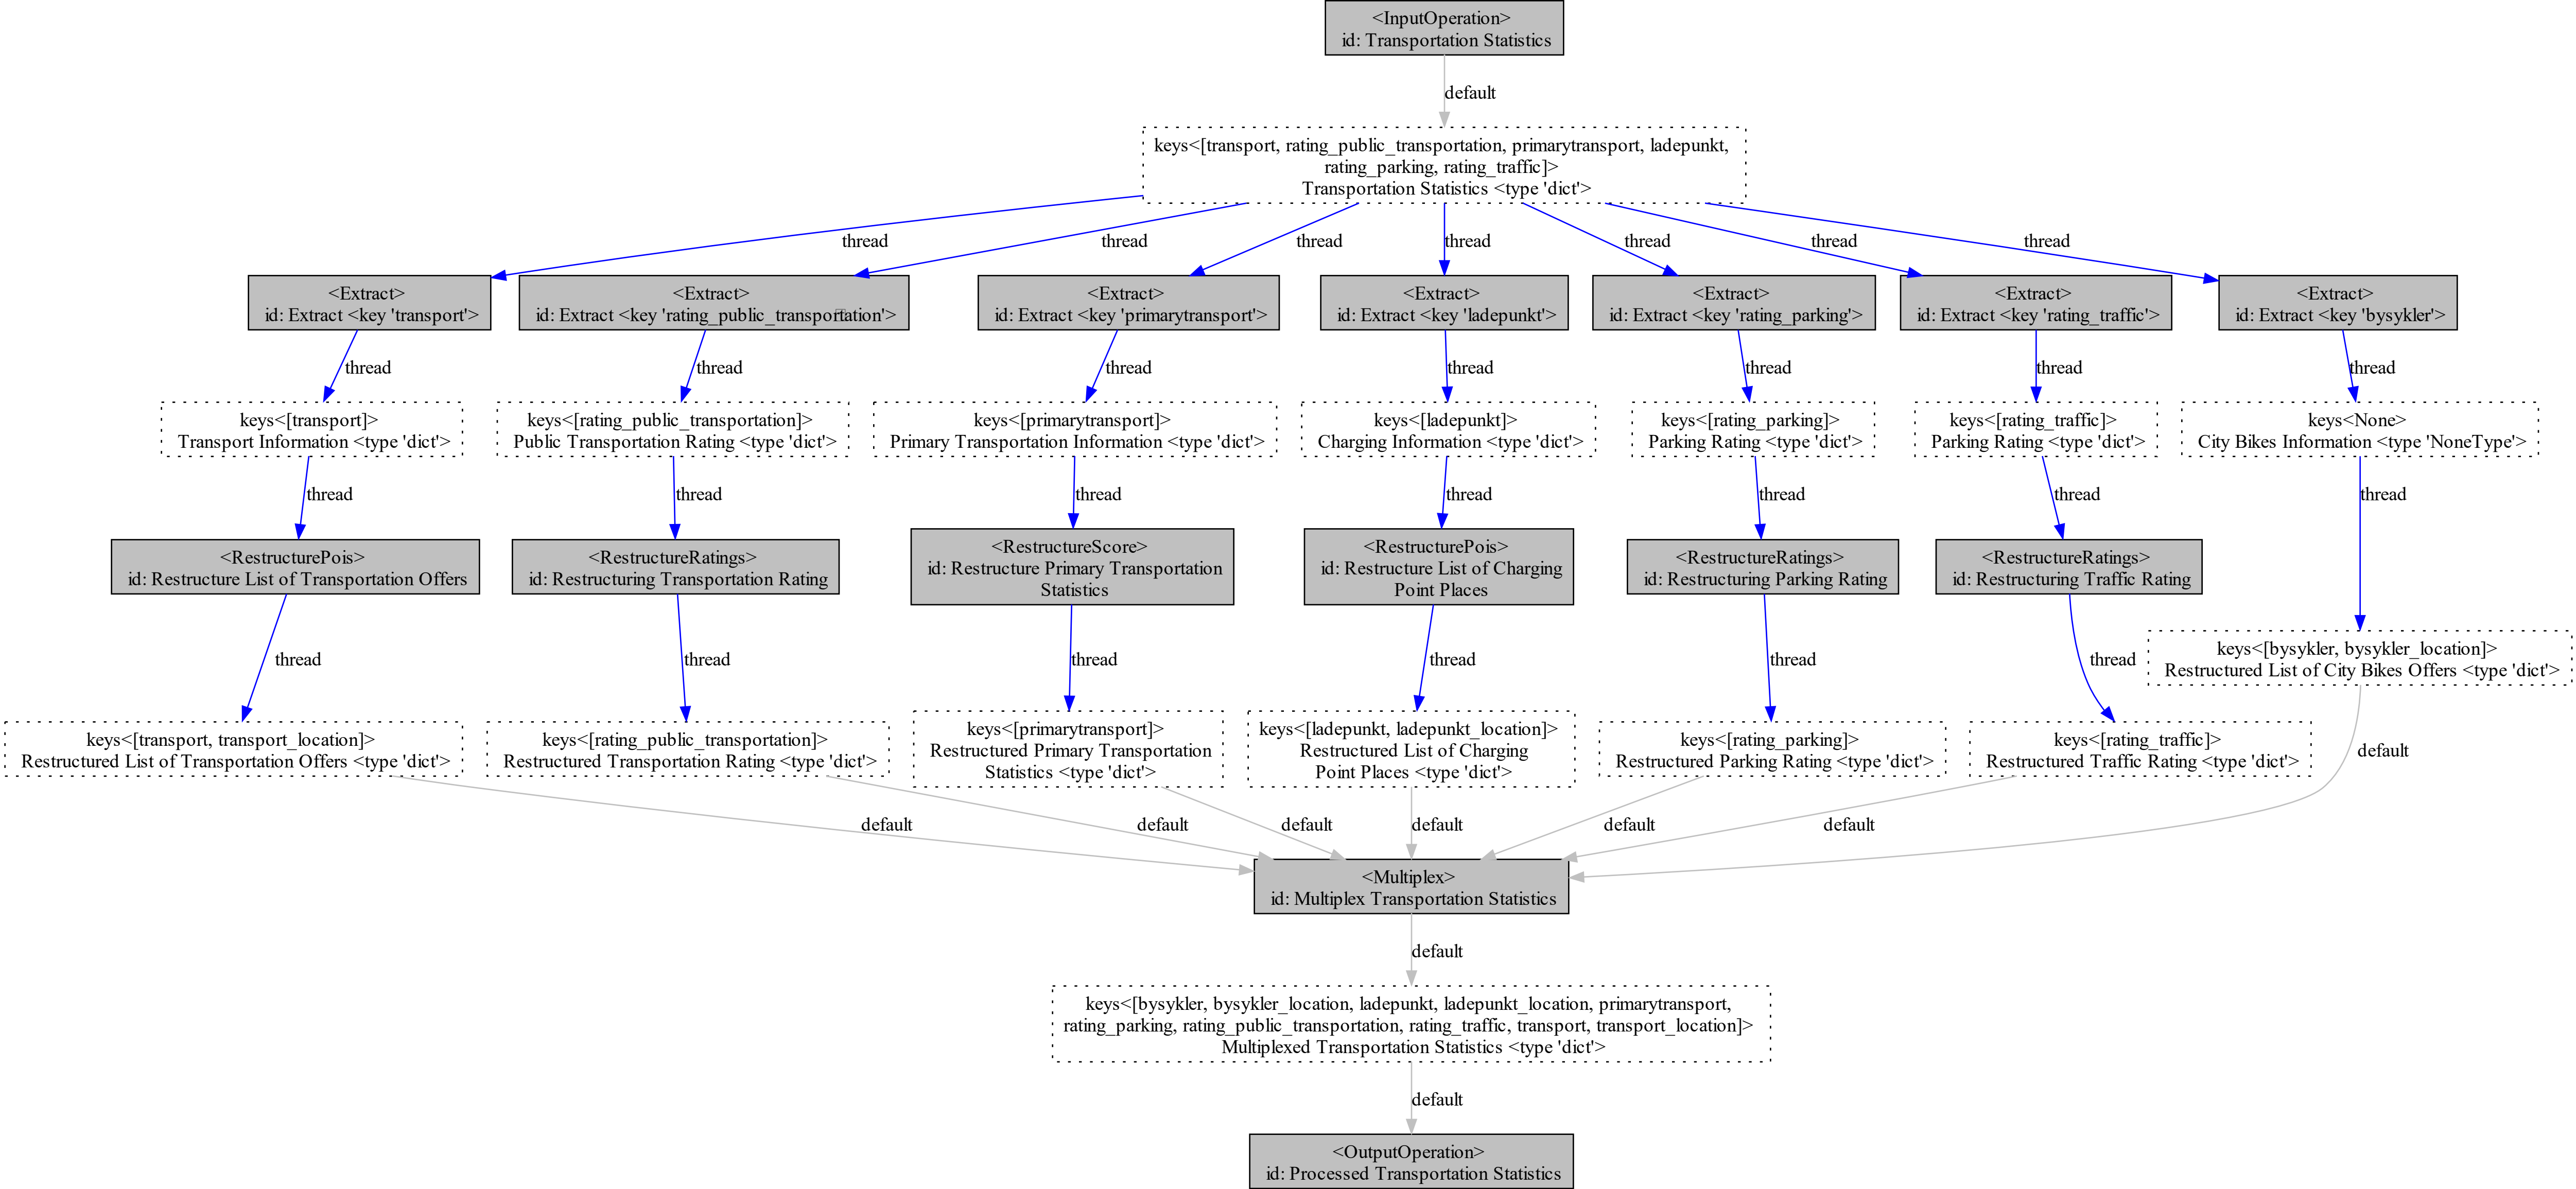 <InputOperation>
id: Transportation Statistics
default
keys<[transport, rating_public_transportation, primarytransport, ladepunkt,
rating_parking, rating_traffic]>
Transportation Statistics <type 'dict'>
thread
thread
thread
thread
thread
thread
thread
<Extract>
id: Extract <key 'transport'>
<Extract>
id: Extract <key 'rating_public_transportation'>
<Extract>
id: Extract <key 'primarytransport'>
<Extract>
id: Extract <key 'ladepunkt'>
<Extract>
id: Extract <key 'rating_parking'>
<Extract>
id: Extract <key 'rating_traffic'>
<Extract>
id: Extract <key 'bysykler'>
thread
thread
thread
thread
thread
thread
thread
keys<[transport]>
Transport Information <type 'dict'>
keys<[rating_public_transportation]>
Public Transportation Rating <type 'dict'>
keys<[primarytransport]>
Primary Transportation Information <type 'dict'>
keys<[ladepunkt]>
Charging Information <type 'dict'>
keys<[rating_parking]>
Parking Rating <type 'dict'>
keys<[rating_traffic]>
Parking Rating <type 'dict'>
keys<None>
City Bikes Information <type 'NoneType'>
thread
thread
thread
thread
thread
thread
thread
<RestructurePois>
id: Restructure List of Transportation Offers
<RestructureRatings>
id: Restructuring Transportation Rating
<RestructureScore>
id: Restructure Primary Transportation
Statistics
<RestructurePois>
id: Restructure List of Charging
Point Places
<RestructureRatings>
id: Restructuring Parking Rating
<RestructureRatings>
id: Restructuring Traffic Rating
thread
thread
thread
thread
thread
thread
keys<[bysykler, bysykler_location]>
Restructured List of City Bikes Offers <type 'dict'>
keys<[transport, transport_location]>
Restructured List of Transportation Offers <type 'dict'>
keys<[rating_public_transportation]>
Restructured Transportation Rating <type 'dict'>
keys<[primarytransport]>
Restructured Primary Transportation
Statistics <type 'dict'>
keys<[ladepunkt, ladepunkt_location]>
Restructured List of Charging
Point Places <type 'dict'>
keys<[rating_parking]>
Restructured Parking Rating <type 'dict'>
keys<[rating_traffic]>
Restructured Traffic Rating <type 'dict'>
default
default
default
default
default
default
default
<Multiplex>
id: Multiplex Transportation Statistics
default
keys<[bysykler, bysykler_location, ladepunkt, ladepunkt_location, primarytransport,
rating_parking, rating_public_transportation, rating_traffic, transport, transport_location]>
Multiplexed Transportation Statistics <type 'dict'>
default
<OutputOperation>
id: Processed Transportation Statistics